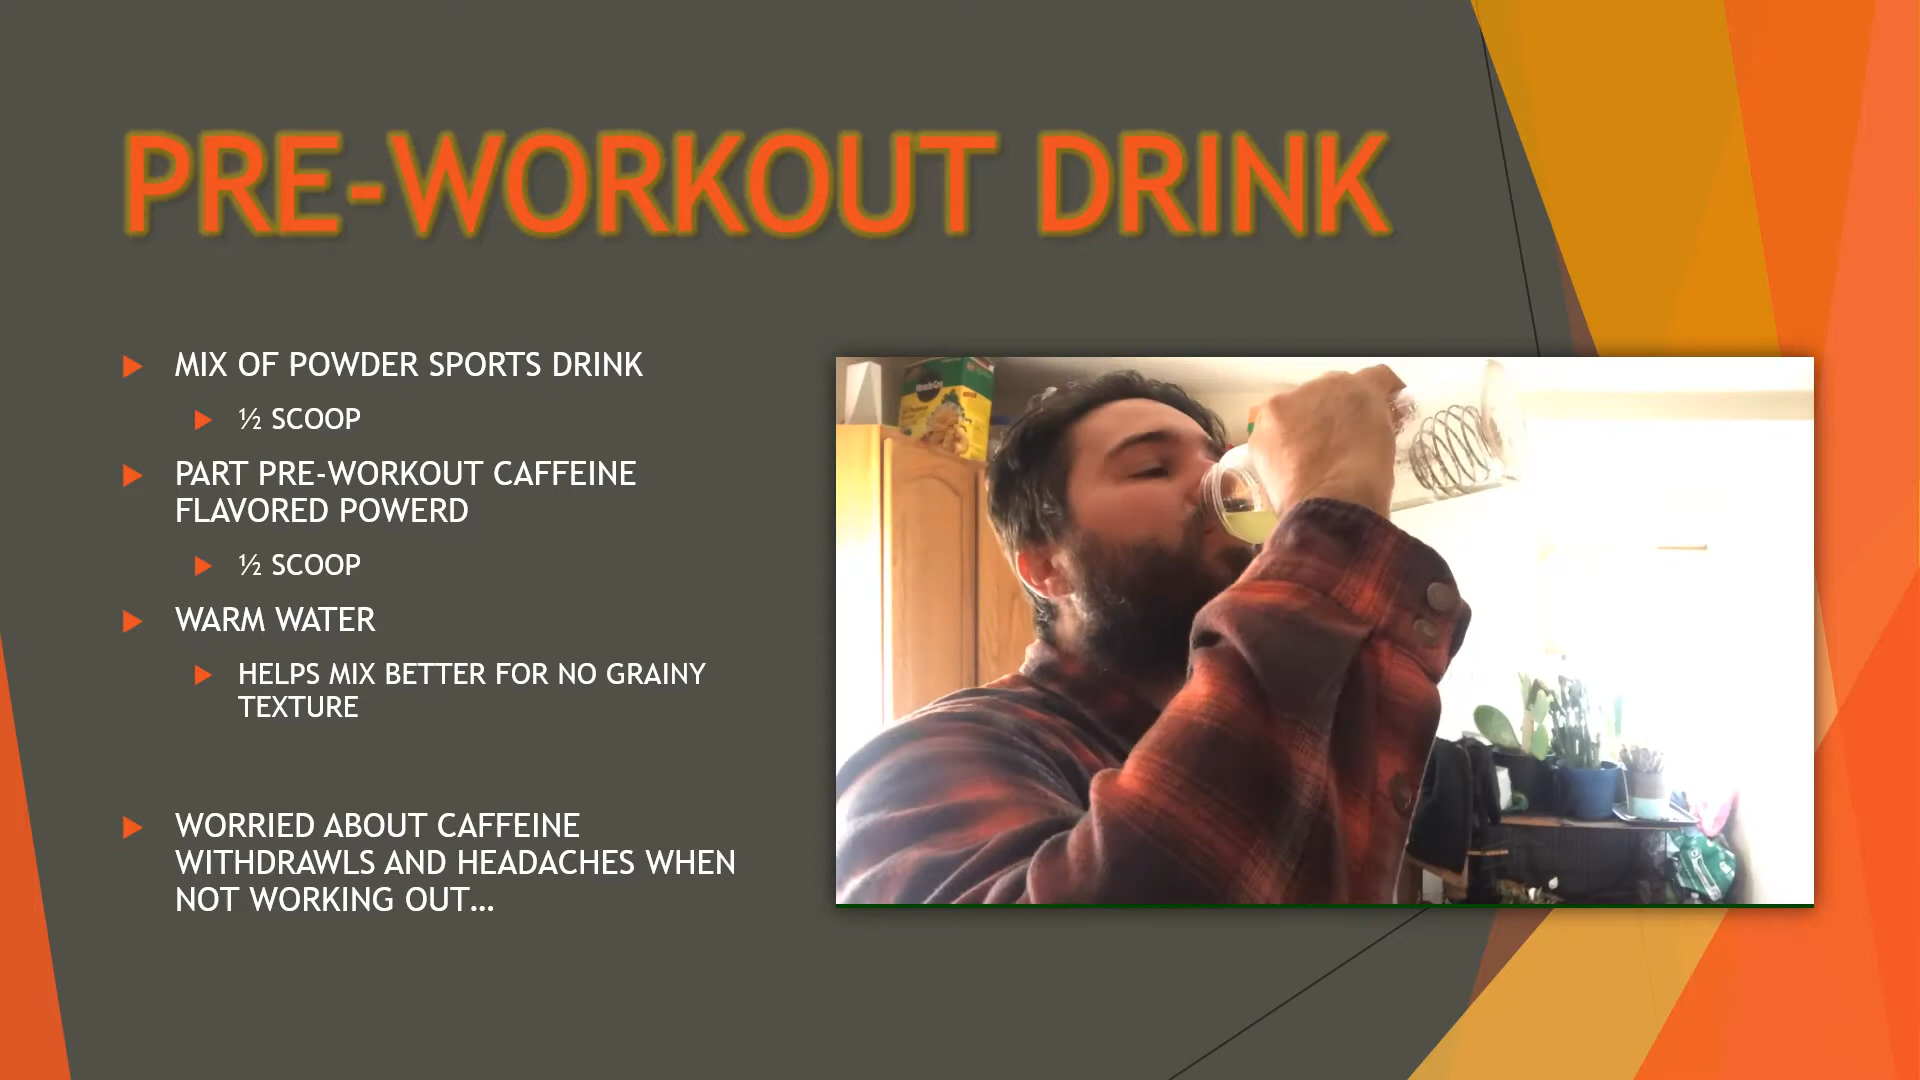 PRE-WORKOUT DRINK
MIX OF POWDER SPORTS DRINK
½ SCOOP
PART PRE-WORKOUT CAFFEINE
FLAVORED POWERD
½ SCOOP
WARM WATER
HELPS MIX BETTER FOR NO GRAINY
TEXTURE
WORRIED ABOUT CAFFEINE
WITHDRAWLS AND HEADACHES WHEN
NOT WORKING OUT...
Miracle-Gro